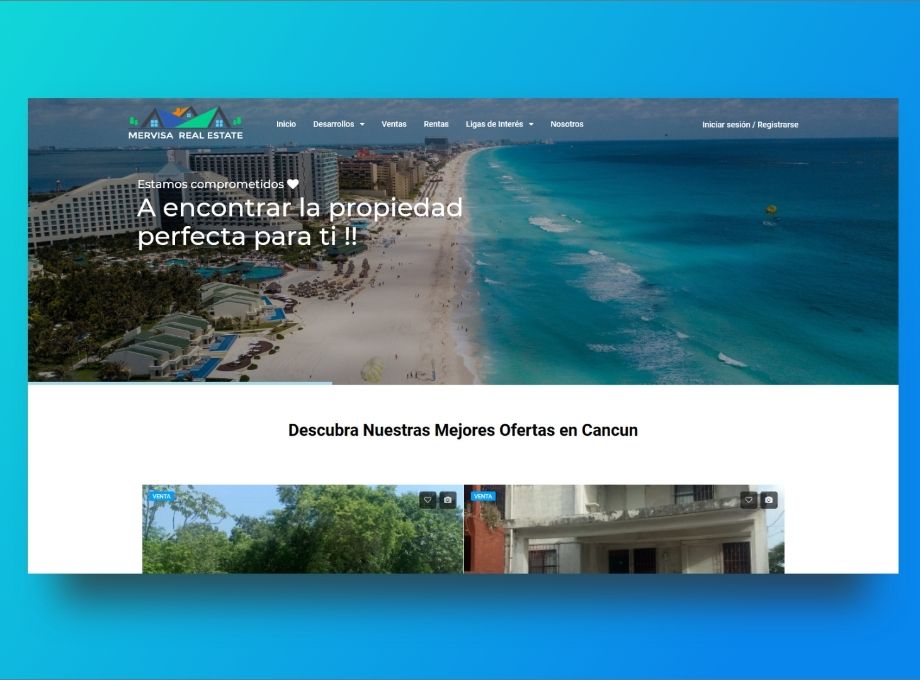 MERVISA REAL ESTATE
Inicio
Desarrollos
Ventas
Rentas
Ligas de Interés
Nosotros
Iniciar sesión / Registrarse
Estamos comprometidos
A encontrar la propiedad
perfecta para ti !!
Descubra Nuestras Mejores Ofertas en Cancun
VENTA
VENTA